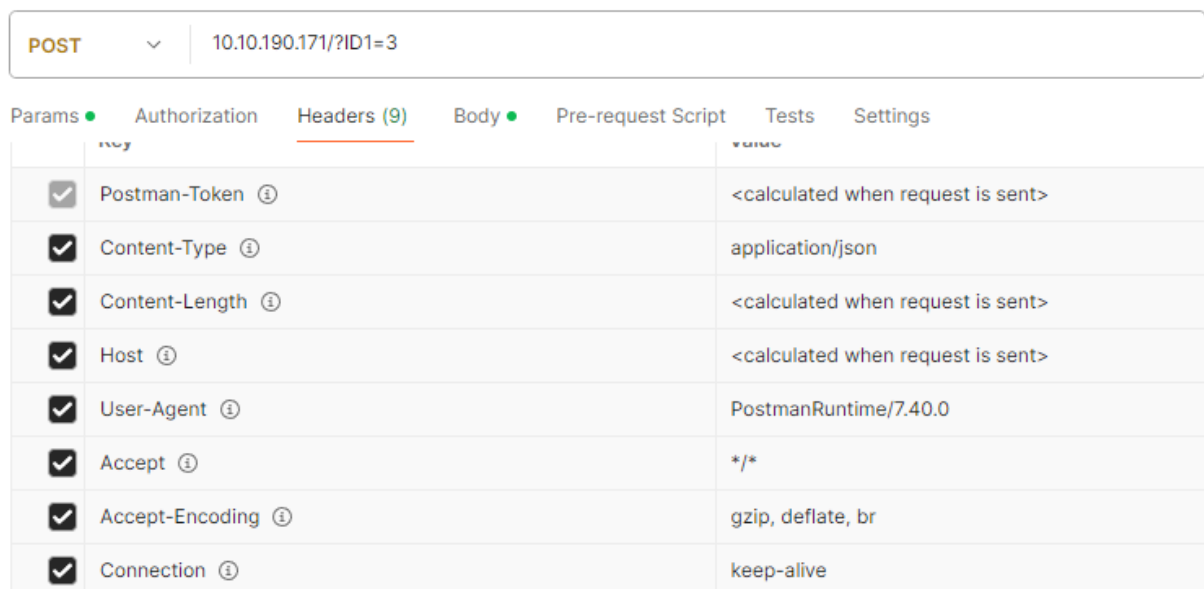 POST 10.10.190.171/?ID1=3
Params Authorization Headers (9) Body Pre-request Script Tests Settings
Key Value
Postman-Token <calculated when request is sent>
Content-Type application/json
Content-Length <calculated when request is sent>
Host <calculated when request is sent>
User-Agent PostmanRuntime/7.40.0
Accept */*
Accept-Encoding gzip, deflate, br
Connection keep-alive